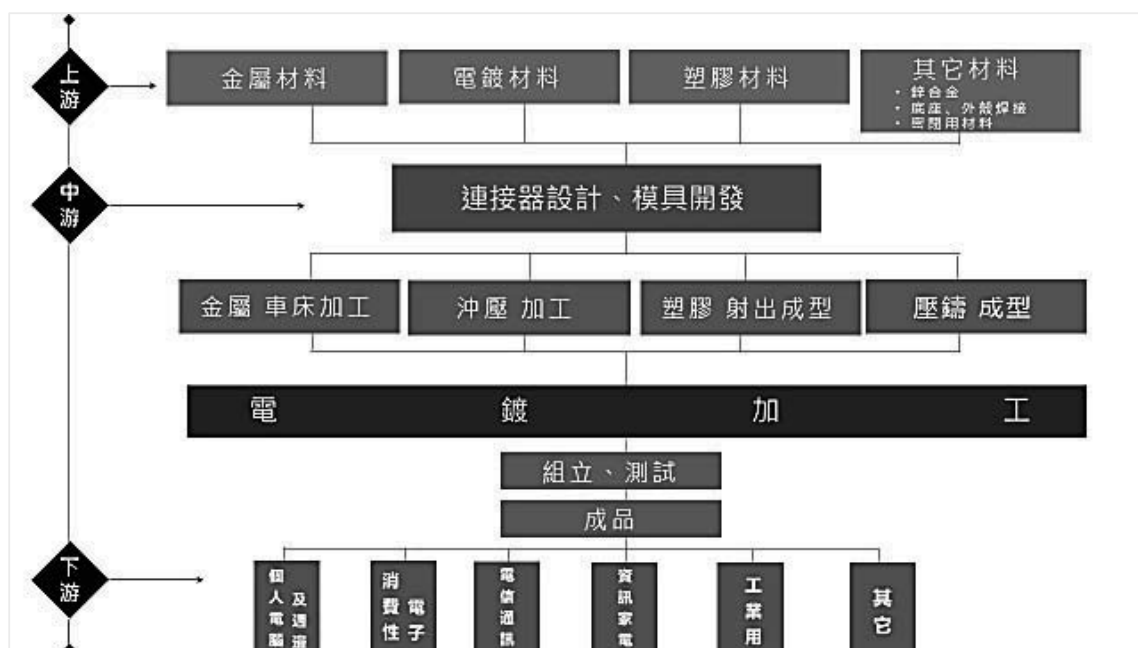 上游
金屬材料
電鍍材料
塑膠材料
其它材料
• 鋅合金
• 底座、外殼焊接
• 密閉用材料
中游
連接器設計、模具開發
金屬 車床加工
沖壓 加工
塑膠 射出成型
壓鑄 成型
電鍍加工
組立、測試
成品
下游
個人電腦
及週邊
消費性
電子
電信通訊
資訊家電
工業用
其它